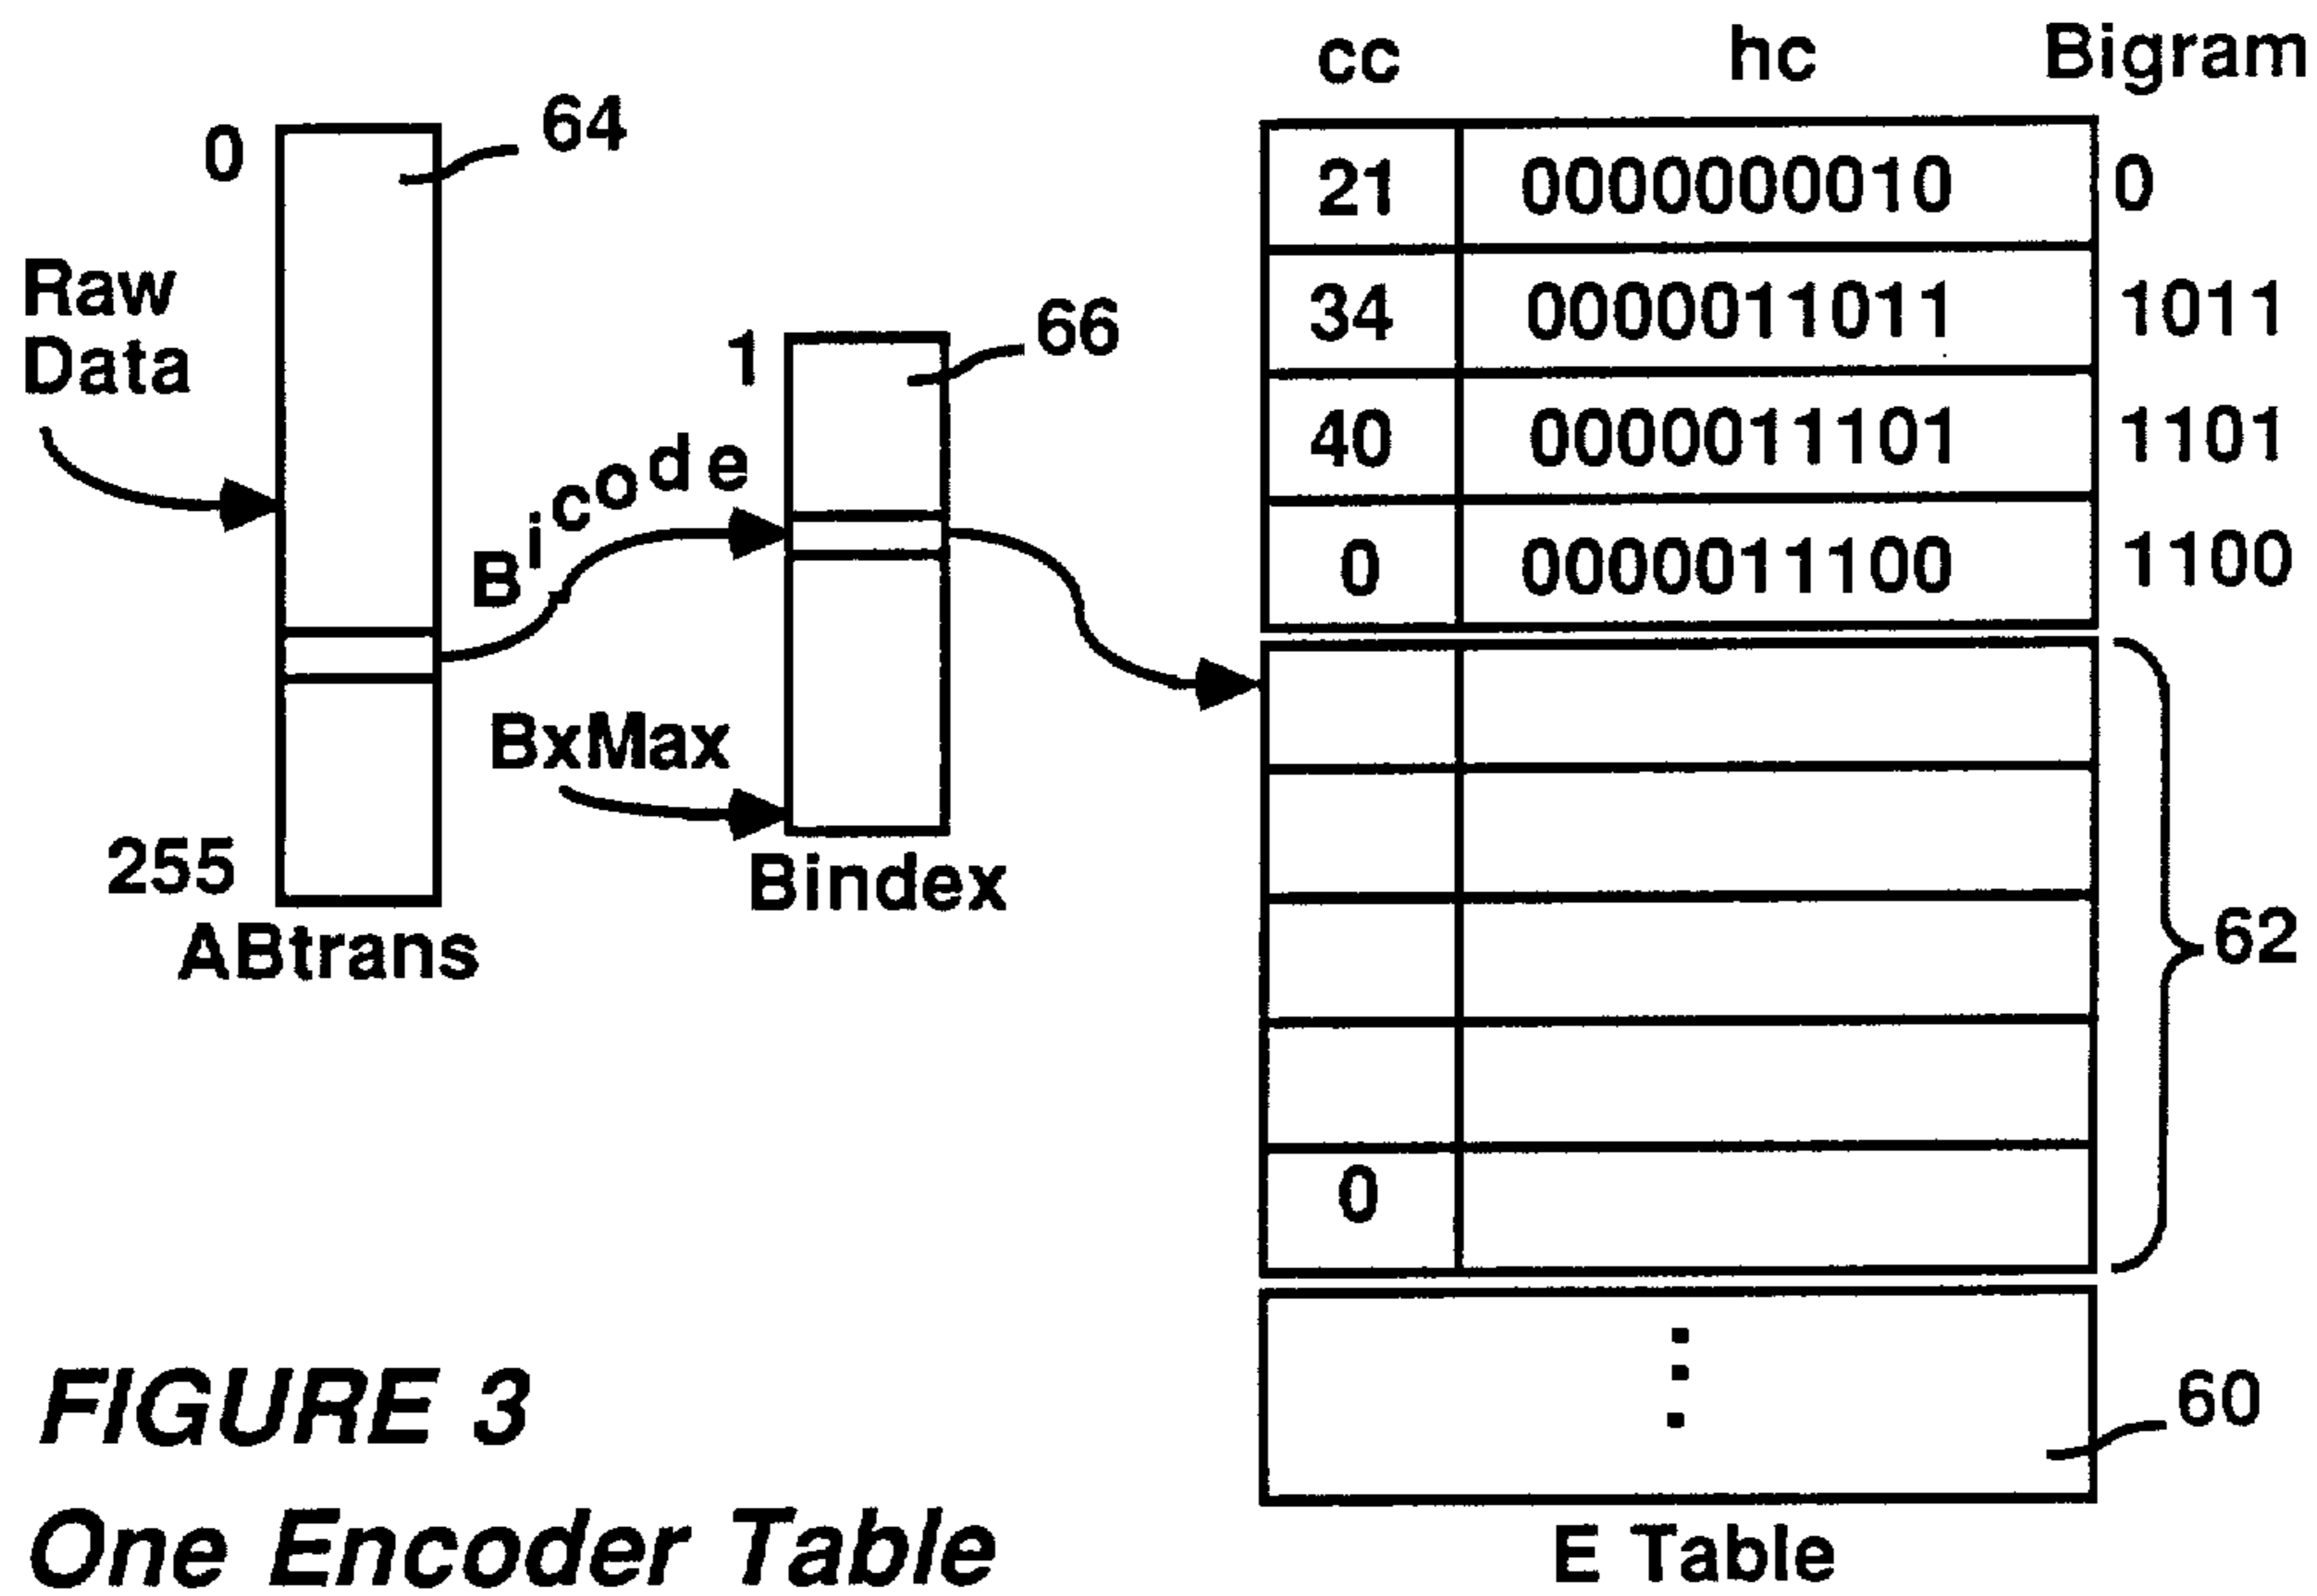 cc hc Bigram
0 64
21 0000000010 0
Raw
Data
34 0000011011 1011
1 66
40 0000011101 1101
Bicode
0 0000011100 1100
BxMax
255
Bindex
ABtrans
62
0
60
FIGURE 3
One Encoder Table
E Table